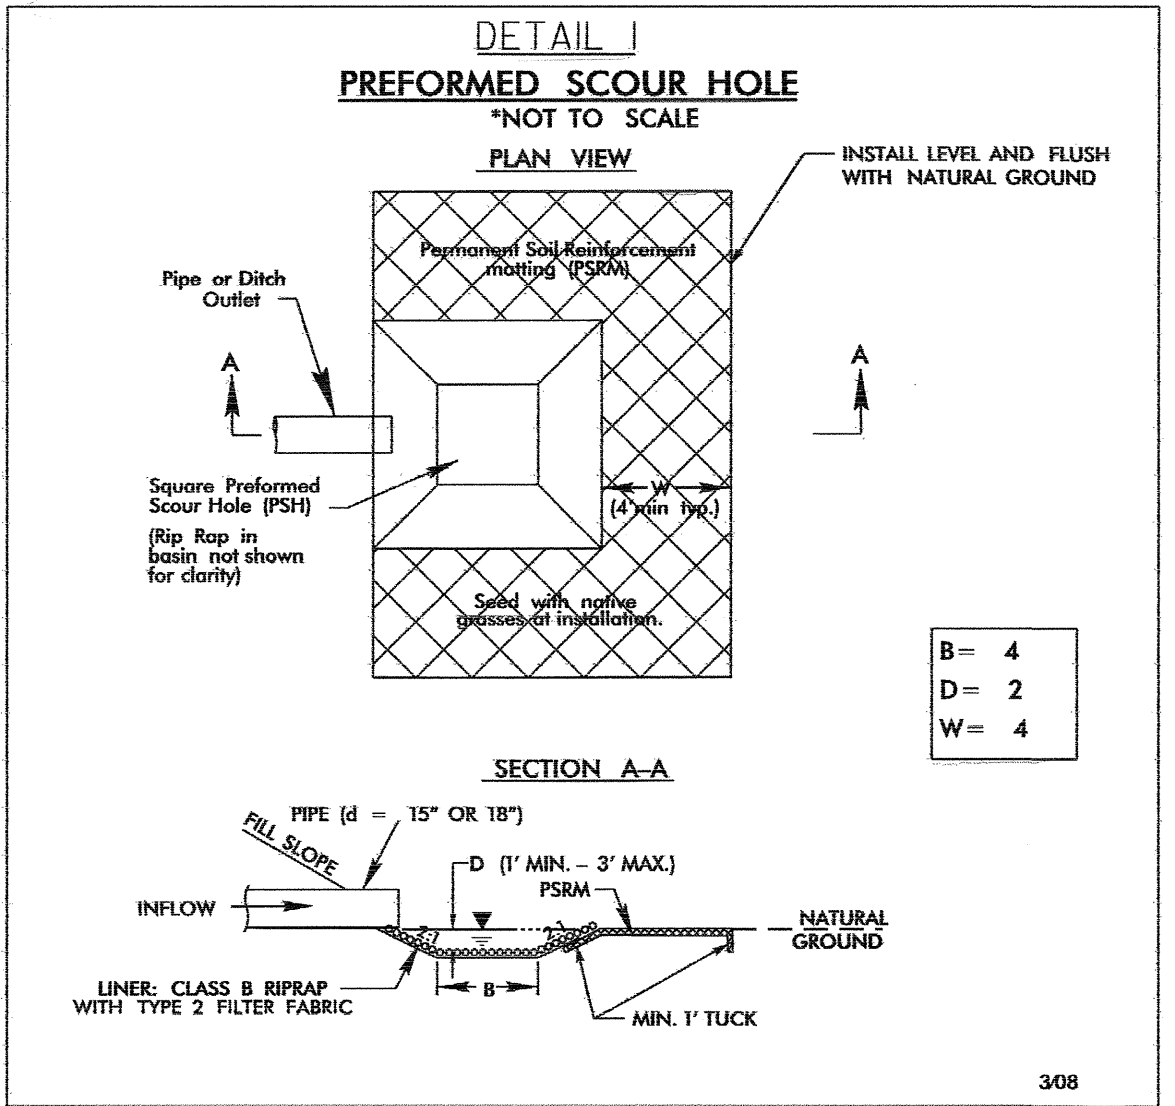 DETAIL 1
PREFORMED SCOUR HOLE
*NOT TO SCALE
PLAN VIEW
INSTALL LEVEL AND FLUSH
WITH NATURAL GROUND
Permanent Soil Reinforcement
matting (PSRM)
Pipe or Ditch
Outlet
A
A
Square Preformed
Scour Hole (PSH)
(Rip Rap in
basin not shown
for clarity)
W
(4'min typ.)
Seed with native
grasses at installation.
B= 4
D= 2
W= 4
SECTION A-A
PIPE (d = 15" OR 18")
FILL SLOPE
D (1' MIN. - 3' MAX.)
PSRM
INFLOW
2:1
2:1
NATURAL
GROUND
B
LINER: CLASS B RIPRAP
WITH TYPE 2 FILTER FABRIC
MIN. 1' TUCK
3/08